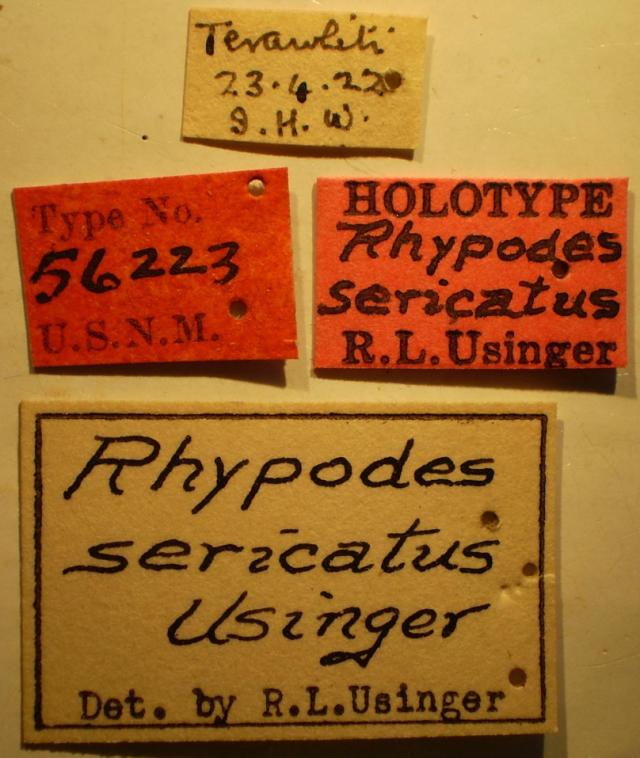 Terawhiti
23.4.22
J.H.W.
Type No.
56223
U.S.N.M.
HOLOTYPE
Rhypodes
sericatus
R.L.Usinger
Rhypodes
sericatus
Usinger
Det. by R.L.Usinger